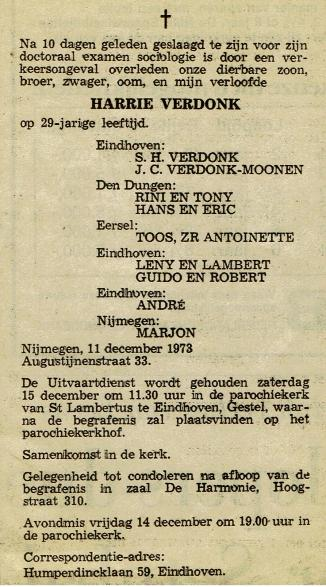 Na 10 dagen geleden geslaagd te zijn voor zijn
doctoraal examen sociologie is door een ver-
keersongeval overleden onze dierbare zoon,
broer, zwager, oom, en mijn verloofde
HARRIE VERDONK
op 29-jarige leeftijd.
Eindhoven:
S. H. VERDONK
J. C. VERDONK-MOONEN
Den Dungen:
RINI EN TONY
HANS EN ERIC
Eersel:
TOOS, ZR ANTOINETTE
Eindhoven:
LENY EN LAMBERT
GUIDO EN ROBERT
Eindhoven:
ANDRÉ
Nijmegen:
MARJON
Nijmegen, 11 december 1973
Augustijnenstraat 33.
De Uitvaartdienst wordt gehouden zaterdag
15 december om 11.30 uur in de parochiekerk
van St Lambertus te Eindhoven, Gestel, waar-
na de begrafenis zal plaatsvinden op het
parochiekerkhof.
Samenkomst in de kerk.
Gelegenheid tot condoleren na afloop van de
begrafenis in zaal De Harmonie, Hoog-
straat 310.
Avondmis vrijdag 14 december om 19.00 uur in
de parochiekerk.
Correspondentie-adres:
Humperdincklaan 59, Eindhoven.